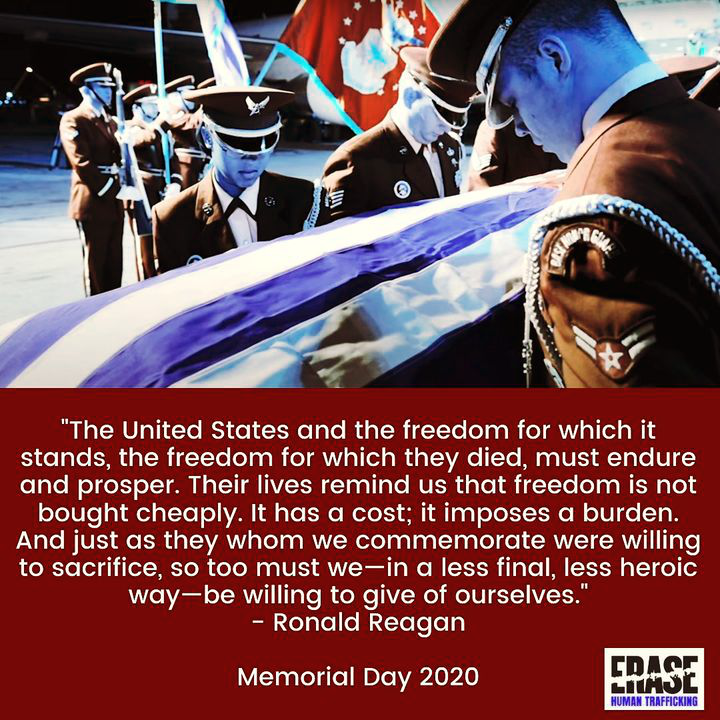 "The United States and the freedom for which it
stands, the freedom for which they died, must endure
and prosper. Their lives remind us that freedom is not
bought cheaply. It has a cost; it imposes a burden.
And just as they whom we commemorate were willing
to sacrifice, so too must we—in a less final, less heroic
way—be willing to give of ourselves."
- Ronald Reagan
Memorial Day 2020
ERASE
HUMAN TRAFFICKING